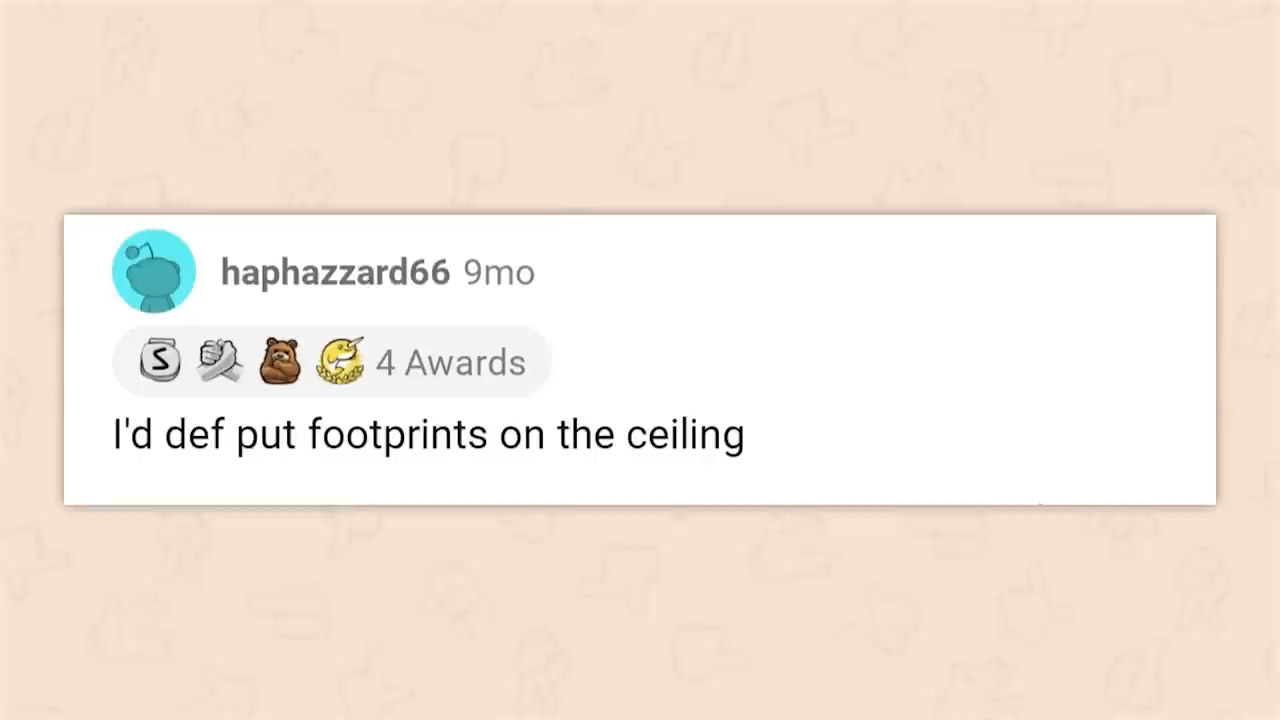 haphazzard66 9mo
S 4 Awards
I'd def put footprints on the ceiling